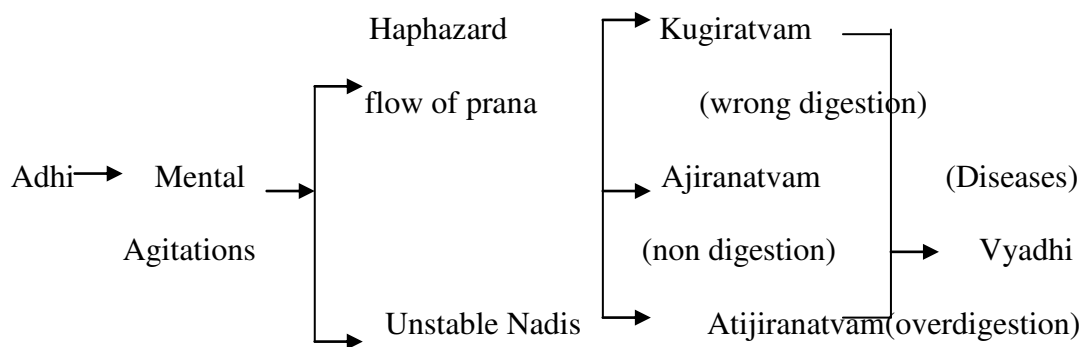 Haphazard
flow of prana
Kugiratvam
(wrong digestion)
Adhi
Mental
Agitations
Ajiranatvam
(non digestion)
(Diseases)
Vyadhi
Unstable Nadis
Atijiranatvam(overdigestion)